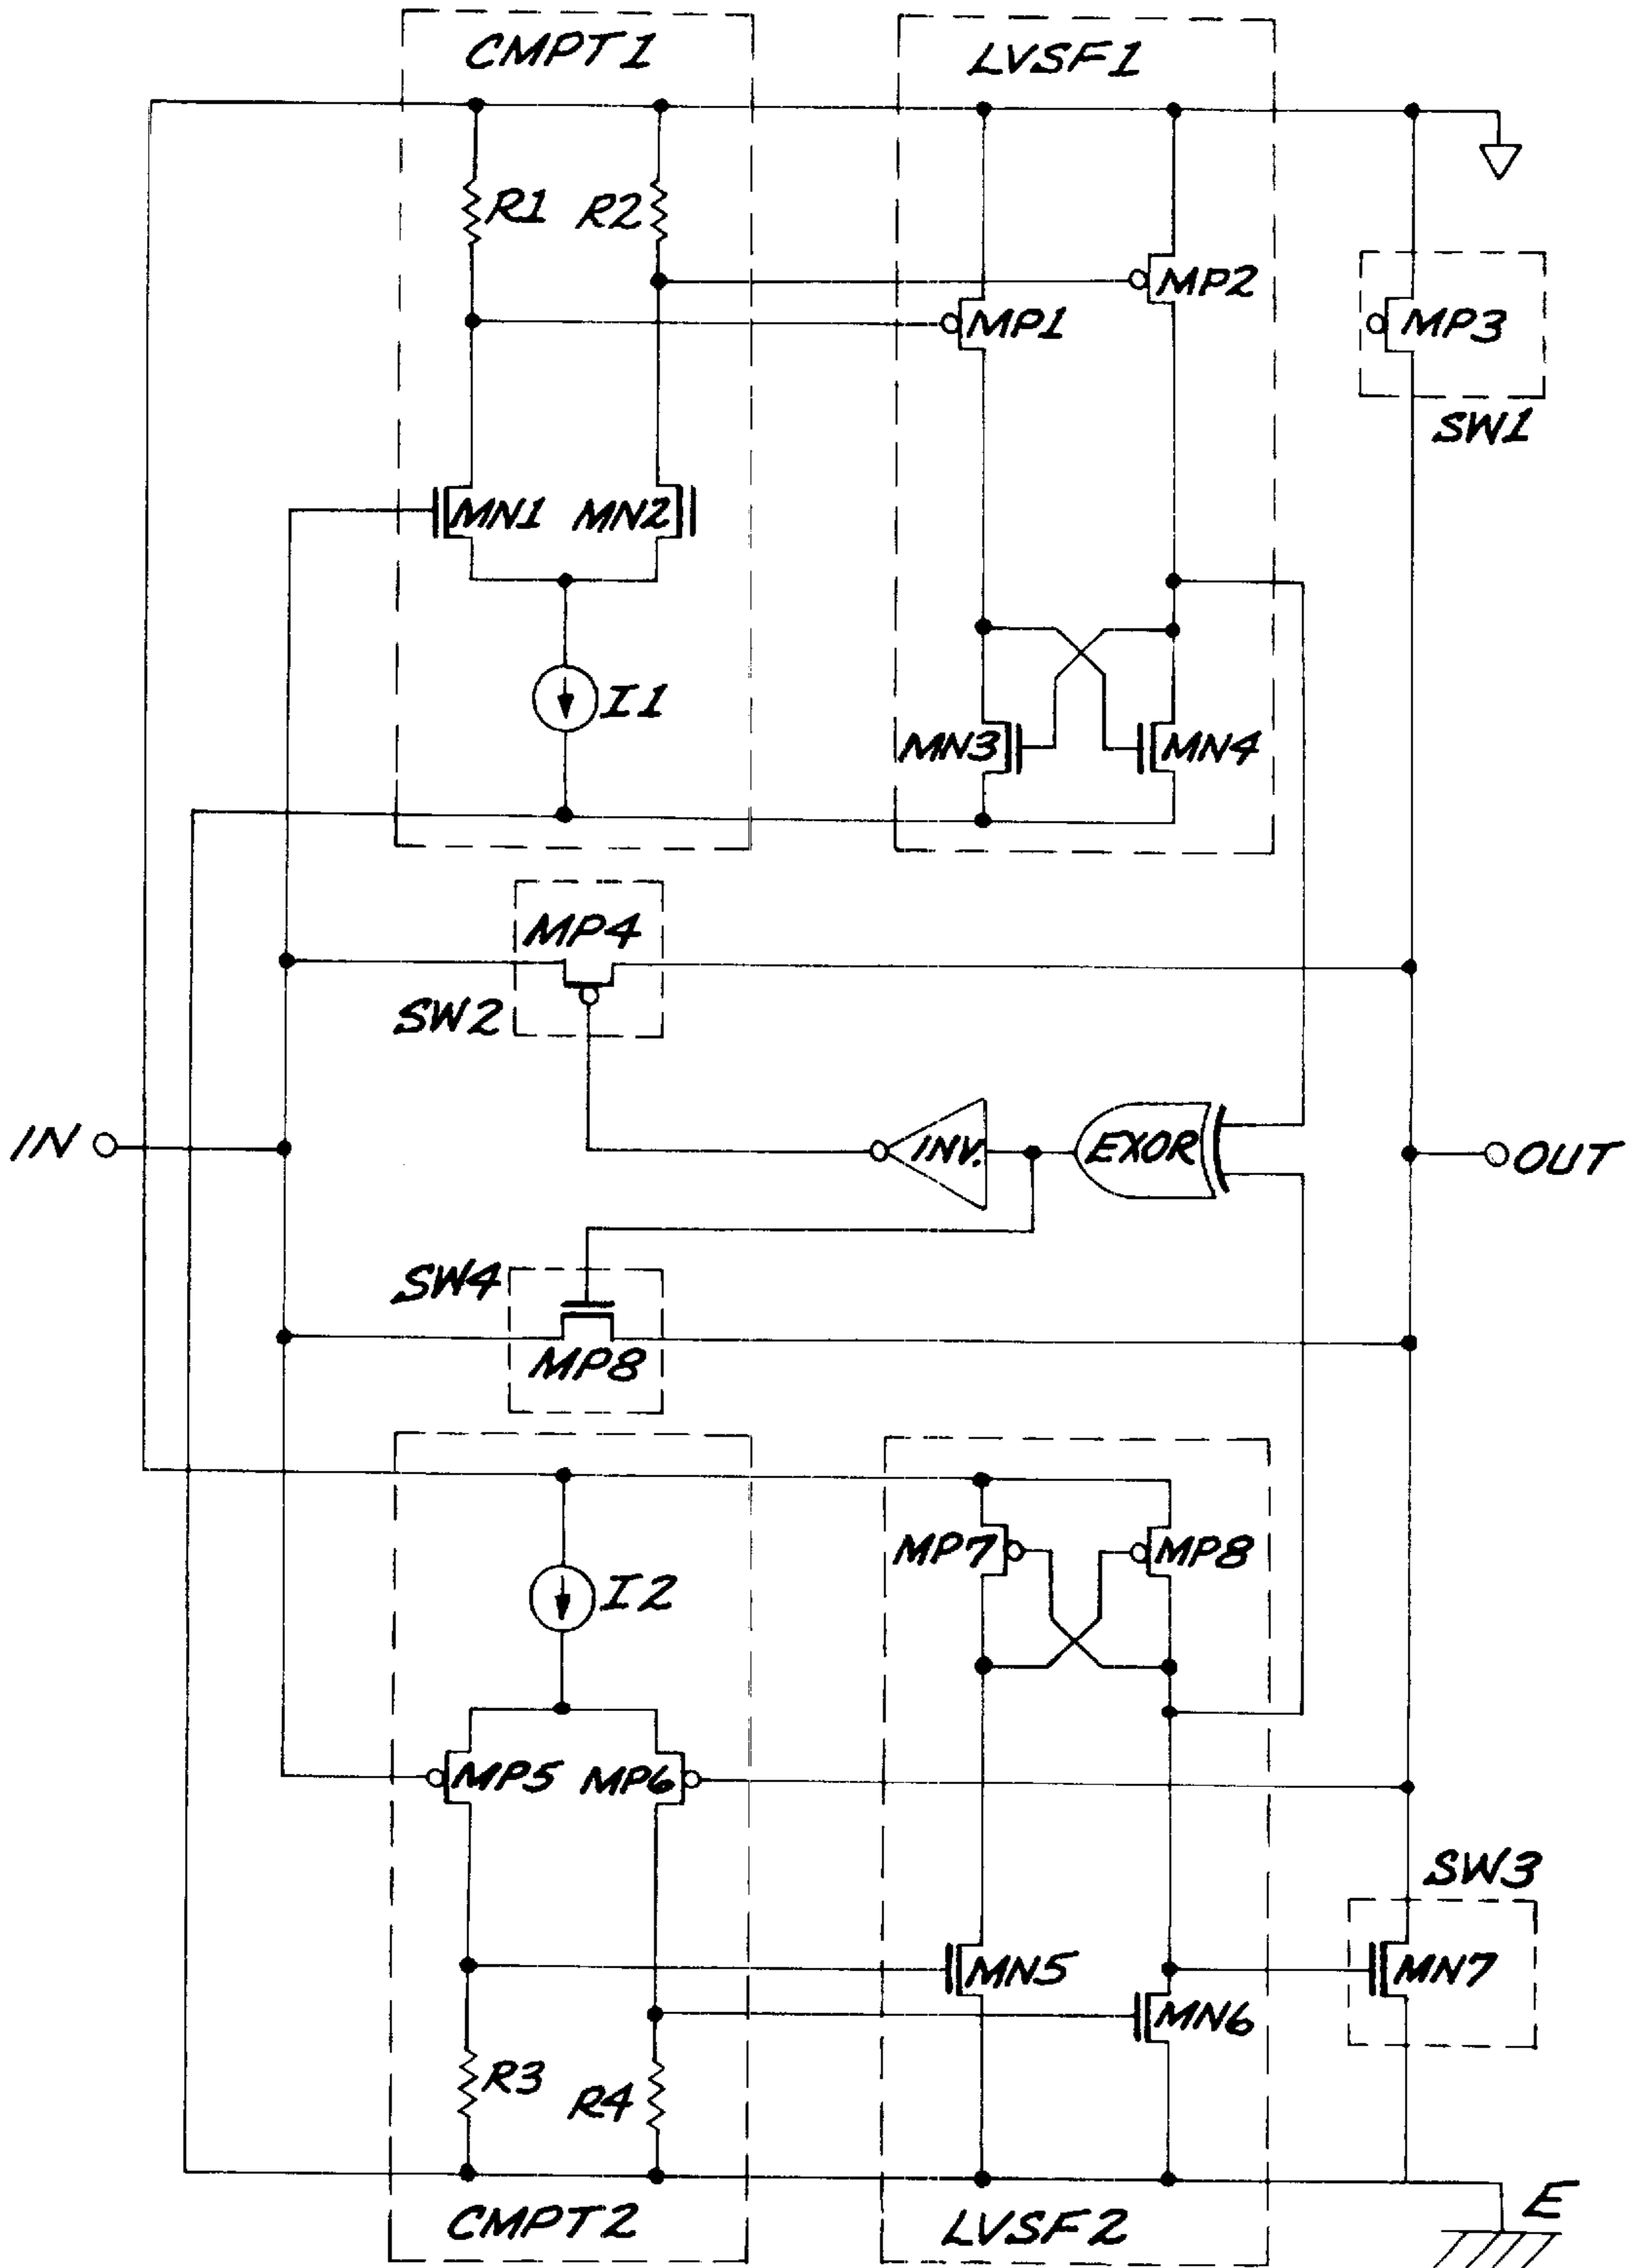 CMPT1
LVSF1
R1
R2
MP1
MP2
MP3
SW1
MN1
MN2
I1
MN3
MN4
MP4
SW2
IN
INV.
EXOR
OUT
SW4
MP8
MP7
MP8
I2
MP5
MP6
SW3
MN5
MN7
MN6
R3
R4
E
CMPT2
LVSF2